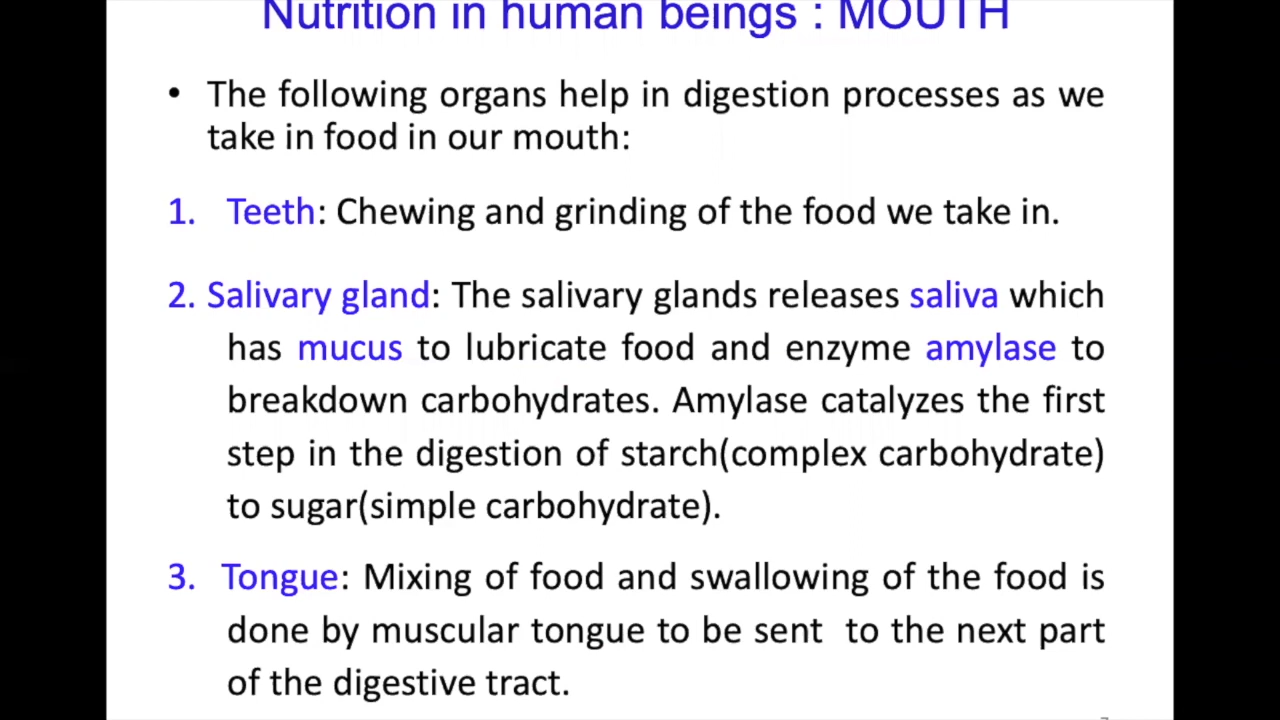 Nutrition in human beings : MOUTH
• The following organs help in digestion processes as we
take in food in our mouth:
1. Teeth: Chewing and grinding of the food we take in.
2. Salivary gland: The salivary glands releases saliva which
has mucus to lubricate food and enzyme amylase to
breakdown carbohydrates. Amylase catalyzes the first
step in the digestion of starch(complex carbohydrate)
to sugar(simple carbohydrate).
3. Tongue: Mixing of food and swallowing of the food is
done by muscular tongue to be sent to the next part
of the digestive tract.